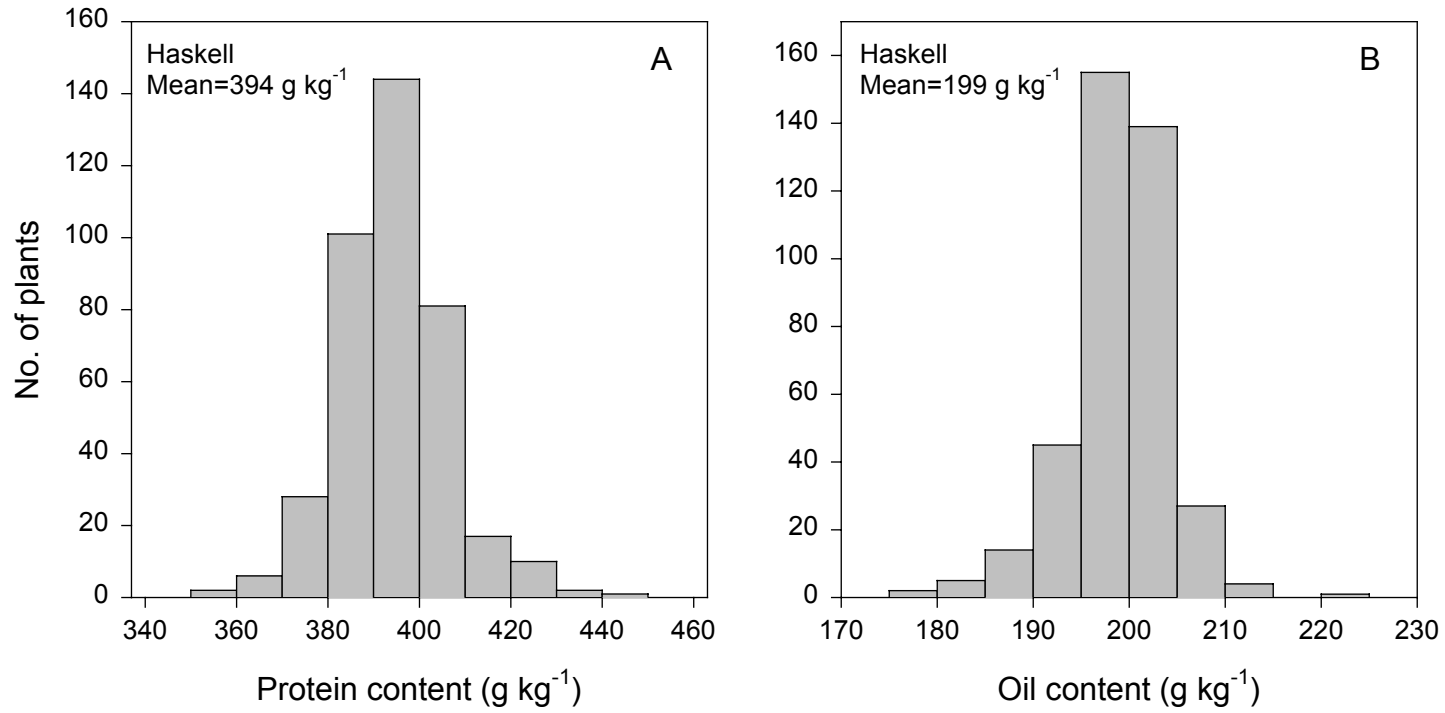 Haskell
Mean=394 g kg⁻¹
A
160
140
120
100
80
60
40
20
0
340 360 380 400 420 440 460
No. of plants
Protein content (g kg⁻¹)
Haskell
Mean=199 g kg⁻¹
B
160
140
120
100
80
60
40
20
0
170 180 190 200 210 220 230
Oil content (g kg⁻¹)